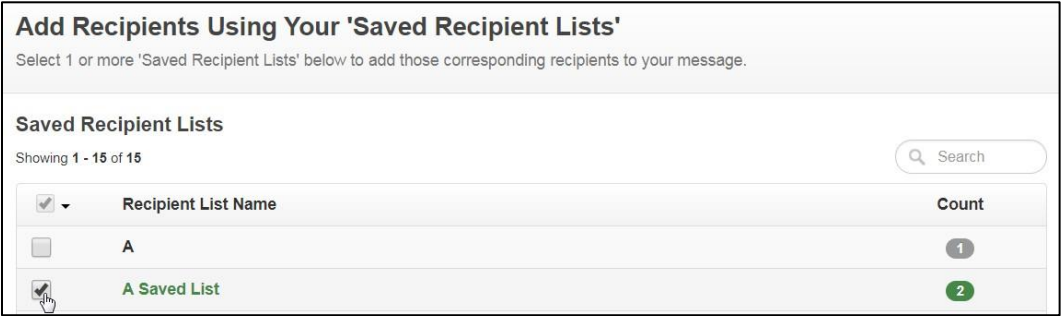 Add Recipients Using Your 'Saved Recipient Lists'
Select 1 or more 'Saved Recipient Lists' below to add those corresponding recipients to your message.
Saved Recipient Lists
Showing 1 - 15 of 15
Search
Recipient List Name Count
A 1
A Saved List 2